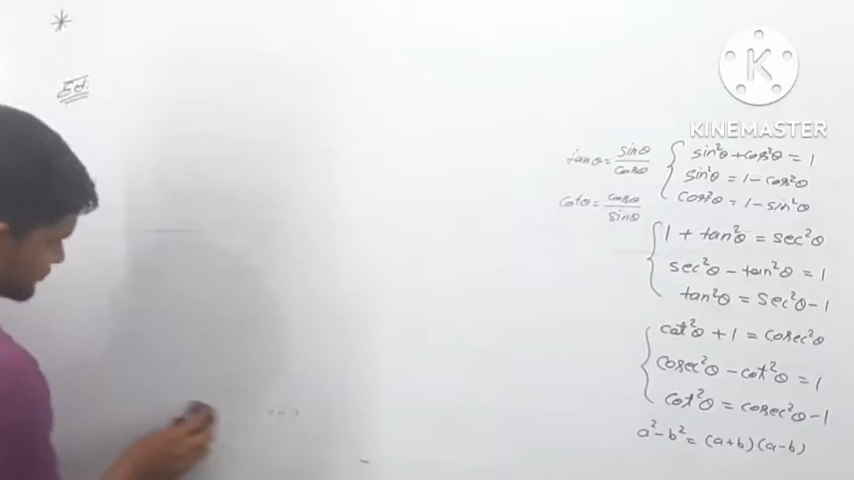 *
हल:
K
KINEMASTER
tanθ = sinθ/cosθ
cotθ = cosθ/sinθ
sin²θ + cos²θ = 1
sin²θ = 1 - cos²θ
cos²θ = 1 - sin²θ
1 + tan²θ = sec²θ
sec²θ - tan²θ = 1
tan²θ = sec²θ - 1
cot²θ + 1 = cosec²θ
cosec²θ - cot²θ = 1
cot²θ = cosec²θ - 1
a² - b² = (a+b)(a-b)